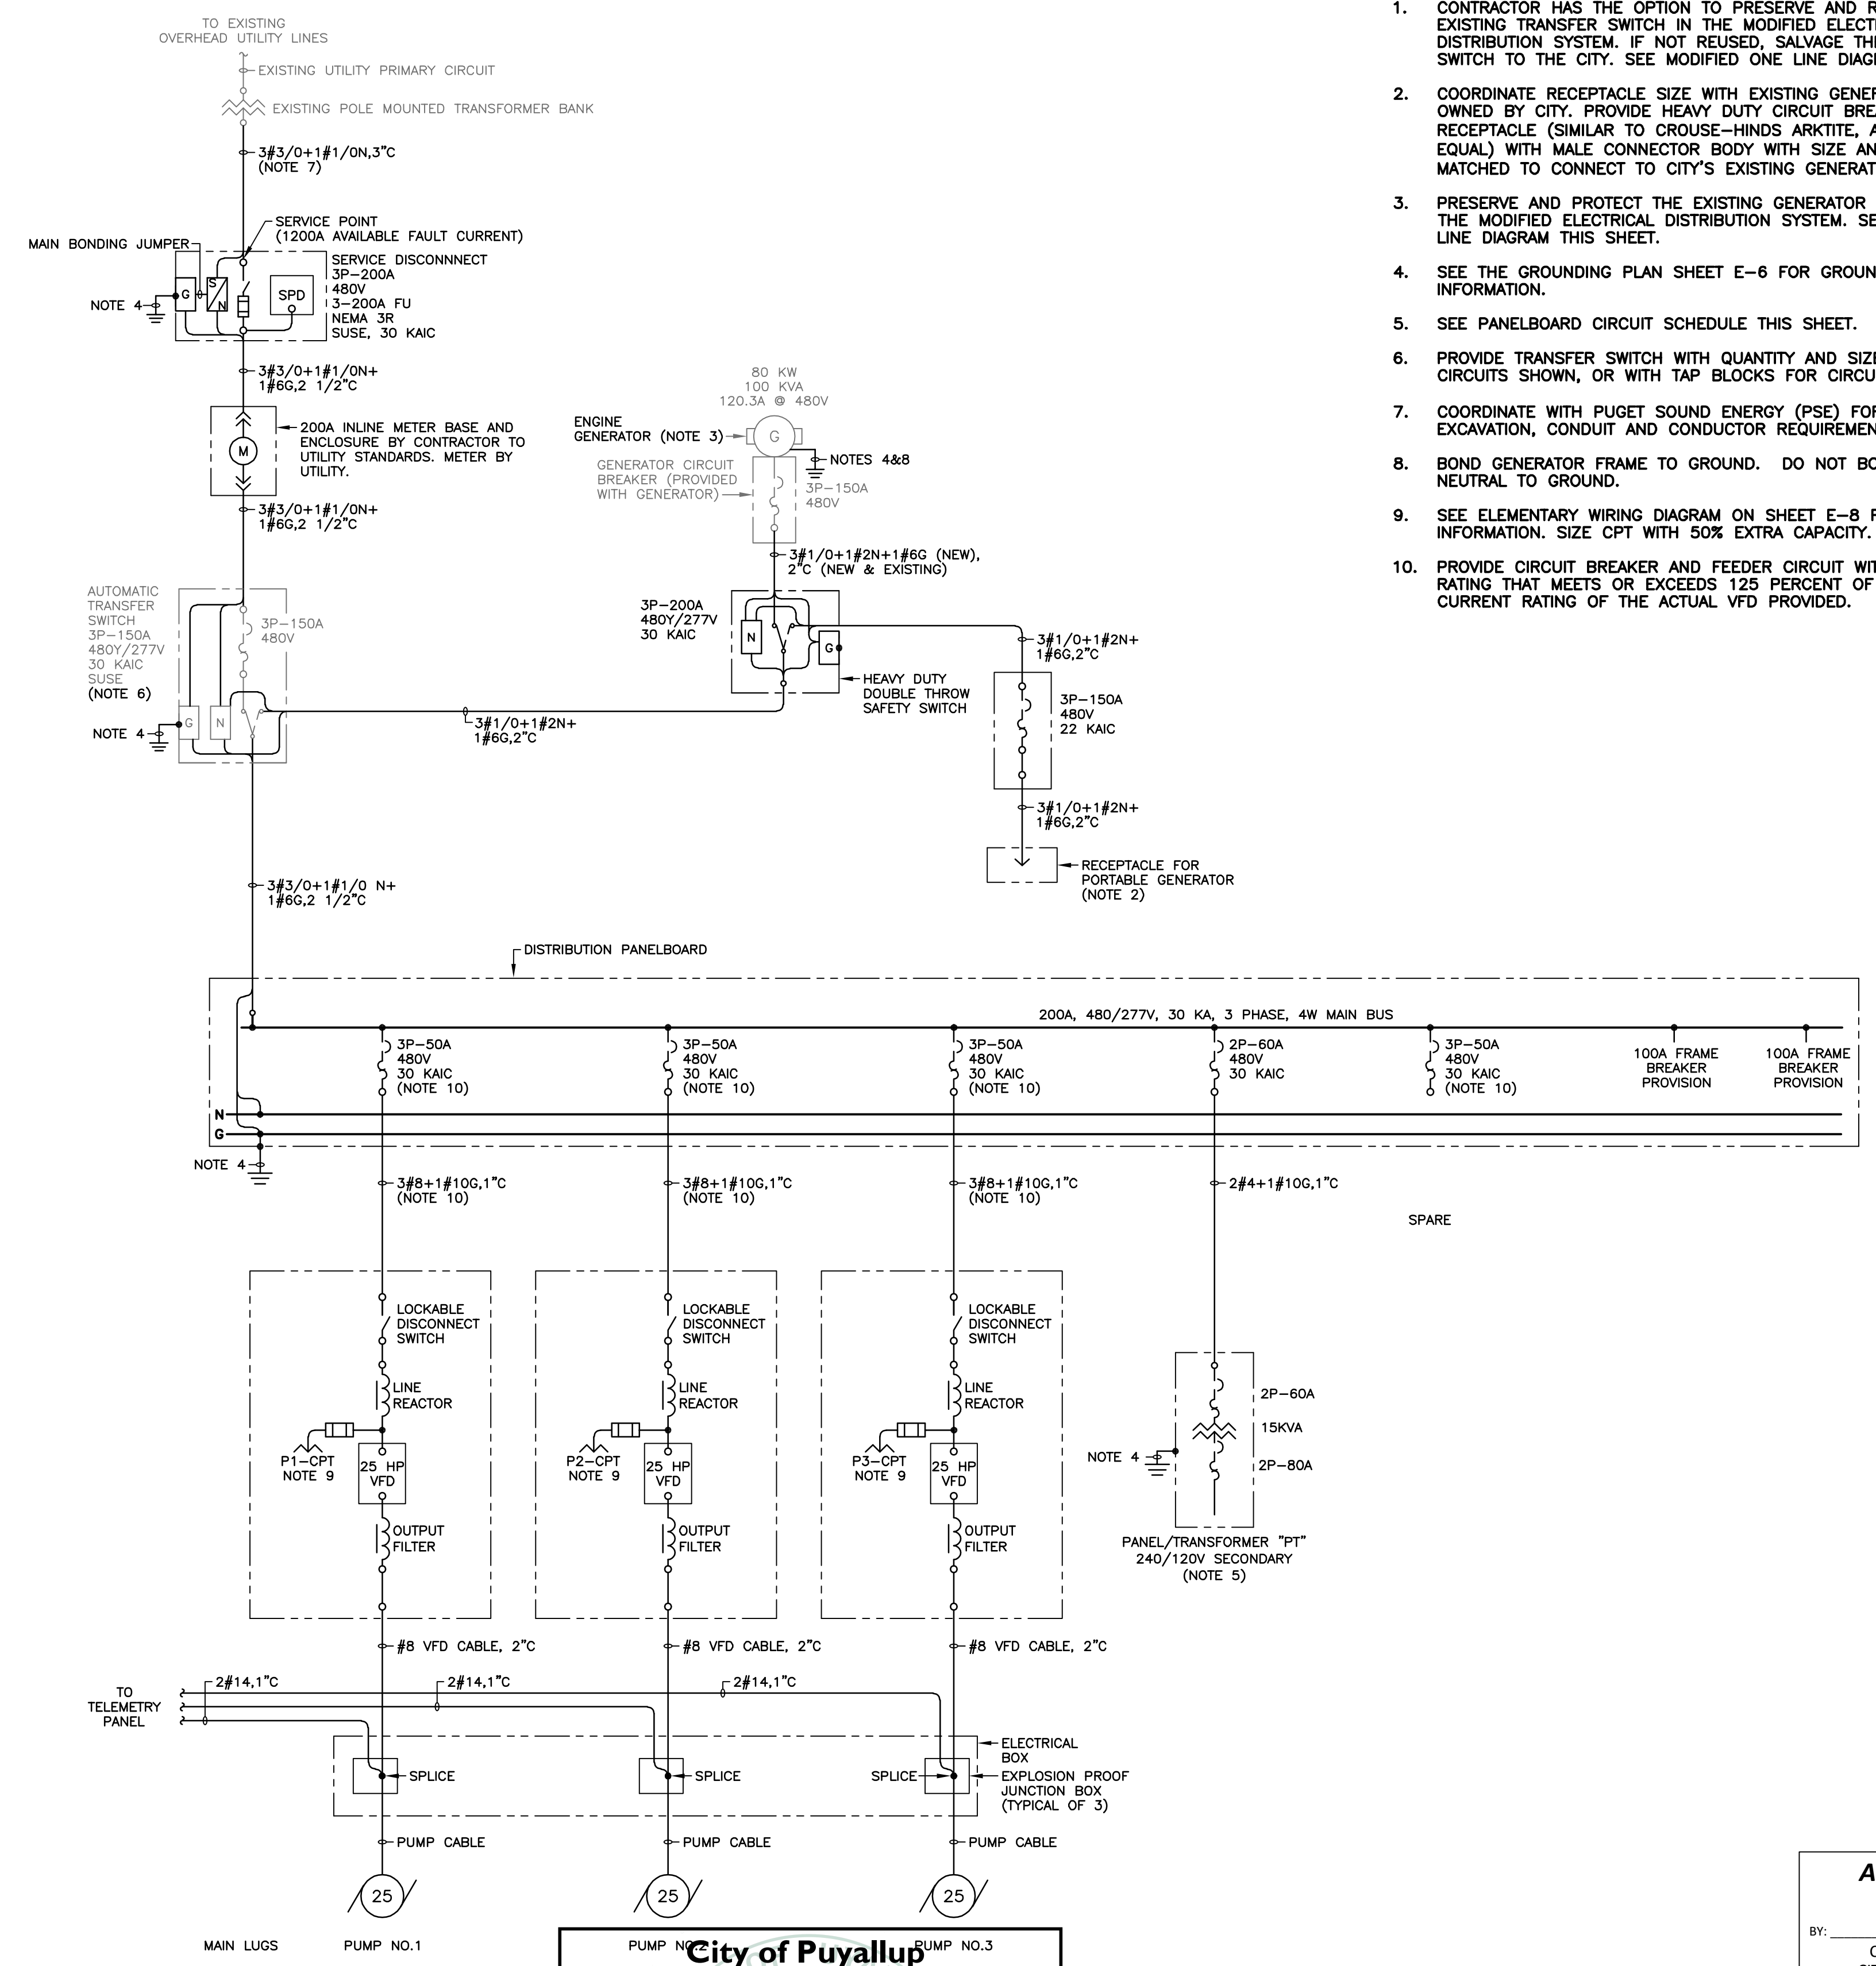 TO EXISTING
OVERHEAD UTILITY LINES
EXISTING UTILITY PRIMARY CIRCUIT
EXISTING POLE MOUNTED TRANSFORMER BANK
3#3/0+1#1/0N,3"C
(NOTE 7)
SERVICE POINT
(1200A AVAILABLE FAULT CURRENT)
MAIN BONDING JUMPER
SERVICE DISCONNNECT
3P-200A
480V
3-200A FU
NEMA 3R
SUSE, 30 KAIC
G
S
N
SPD
NOTE 4
3#3/0+1#1/0N+
1#6G,2 1/2"C
M
200A INLINE METER BASE AND
ENCLOSURE BY CONTRACTOR TO
UTILITY STANDARDS. METER BY
UTILITY.
3#3/0+1#1/0N+
1#6G,2 1/2"C
80 KW
100 KVA
120.3A @ 480V
ENGINE
GENERATOR (NOTE 3)
G
NOTES 4&8
GENERATOR CIRCUIT
BREAKER (PROVIDED
WITH GENERATOR)
3P-150A
480V
3#1/0+1#2N+1#6G (NEW),
2"C (NEW & EXISTING)
AUTOMATIC
TRANSFER
SWITCH
3P-150A
480Y/277V
30 KAIC
SUSE
(NOTE 6)
3P-150A
480V
G
N
NOTE 4
3P-200A
480Y/277V
30 KAIC
N
G
HEAVY DUTY
DOUBLE THROW
SAFETY SWITCH
3#1/0+1#2N+
1#6G,2"C
3#1/0+1#2N+
1#6G,2"C
3P-150A
480V
22 KAIC
3#1/0+1#2N+
1#6G,2"C
RECEPTACLE FOR
PORTABLE GENERATOR
(NOTE 2)
3#3/0+1#1/0 N+
1#6G,2 1/2"C
DISTRIBUTION PANELBOARD
200A, 480/277V, 30 KA, 3 PHASE, 4W MAIN BUS
3P-50A
480V
30 KAIC
(NOTE 10)
3P-50A
480V
30 KAIC
(NOTE 10)
3P-50A
480V
30 KAIC
(NOTE 10)
2P-60A
480V
30 KAIC
3P-50A
480V
30 KAIC
(NOTE 10)
100A FRAME
BREAKER
PROVISION
100A FRAME
BREAKER
PROVISION
N
G
NOTE 4
3#8+1#10G,1"C
(NOTE 10)
3#8+1#10G,1"C
(NOTE 10)
3#8+1#10G,1"C
(NOTE 10)
2#4+1#10G,1"C
SPARE
LOCKABLE
DISCONNECT
SWITCH
LINE
REACTOR
P1-CPT
NOTE 9
25 HP
VFD
OUTPUT
FILTER
LOCKABLE
DISCONNECT
SWITCH
LINE
REACTOR
P2-CPT
NOTE 9
25 HP
VFD
OUTPUT
FILTER
LOCKABLE
DISCONNECT
SWITCH
LINE
REACTOR
P3-CPT
NOTE 9
25 HP
VFD
OUTPUT
FILTER
2P-60A
15KVA
2P-80A
NOTE 4
PANEL/TRANSFORMER "PT"
240/120V SECONDARY
(NOTE 5)
#8 VFD CABLE, 2"C
#8 VFD CABLE, 2"C
#8 VFD CABLE, 2"C
TO
TELEMETRY
PANEL
2#14,1"C
2#14,1"C
2#14,1"C
SPLICE
SPLICE
SPLICE
ELECTRICAL
BOX
EXPLOSION PROOF
JUNCTION BOX
(TYPICAL OF 3)
PUMP CABLE
PUMP CABLE
PUMP CABLE
25
25
25
MAIN LUGS
PUMP NO.1
PUMP NO.2
PUMP NO.3
City of Puyallup
1. CONTRACTOR HAS THE OPTION TO PRESERVE AND
EXISTING TRANSFER SWITCH IN THE MODIFIED
DISTRIBUTION SYSTEM. IF NOT REUSED, SALVAGE
SWITCH TO THE CITY. SEE MODIFIED ONE LINE
2. COORDINATE RECEPTACLE SIZE WITH EXISTING
OWNED BY CITY. PROVIDE HEAVY DUTY CIRCUIT
RECEPTACLE (SIMILAR TO CROUSE-HINDS ARKTITE,
EQUAL) WITH MALE CONNECTOR BODY WITH SIZE
MATCHED TO CONNECT TO CITY'S EXISTING
3. PRESERVE AND PROTECT THE EXISTING GENERATOR
THE MODIFIED ELECTRICAL DISTRIBUTION SYSTEM.
LINE DIAGRAM THIS SHEET.
4. SEE THE GROUNDING PLAN SHEET E-6 FOR
INFORMATION.
5. SEE PANELBOARD CIRCUIT SCHEDULE THIS SHEET.
6. PROVIDE TRANSFER SWITCH WITH QUANTITY AND
CIRCUITS SHOWN, OR WITH TAP BLOCKS FOR
7. COORDINATE WITH PUGET SOUND ENERGY (PSE)
EXCAVATION, CONDUIT AND CONDUCTOR
8. BOND GENERATOR FRAME TO GROUND. DO NOT
NEUTRAL TO GROUND.
9. SEE ELEMENTARY WIRING DIAGRAM ON SHEET E-8
INFORMATION. SIZE CPT WITH 50% EXTRA CAPACITY.
10. PROVIDE CIRCUIT BREAKER AND FEEDER CIRCUIT
RATING THAT MEETS OR EXCEEDS 125 PERCENT OF
CURRENT RATING OF THE ACTUAL VFD PROVIDED.
BY: